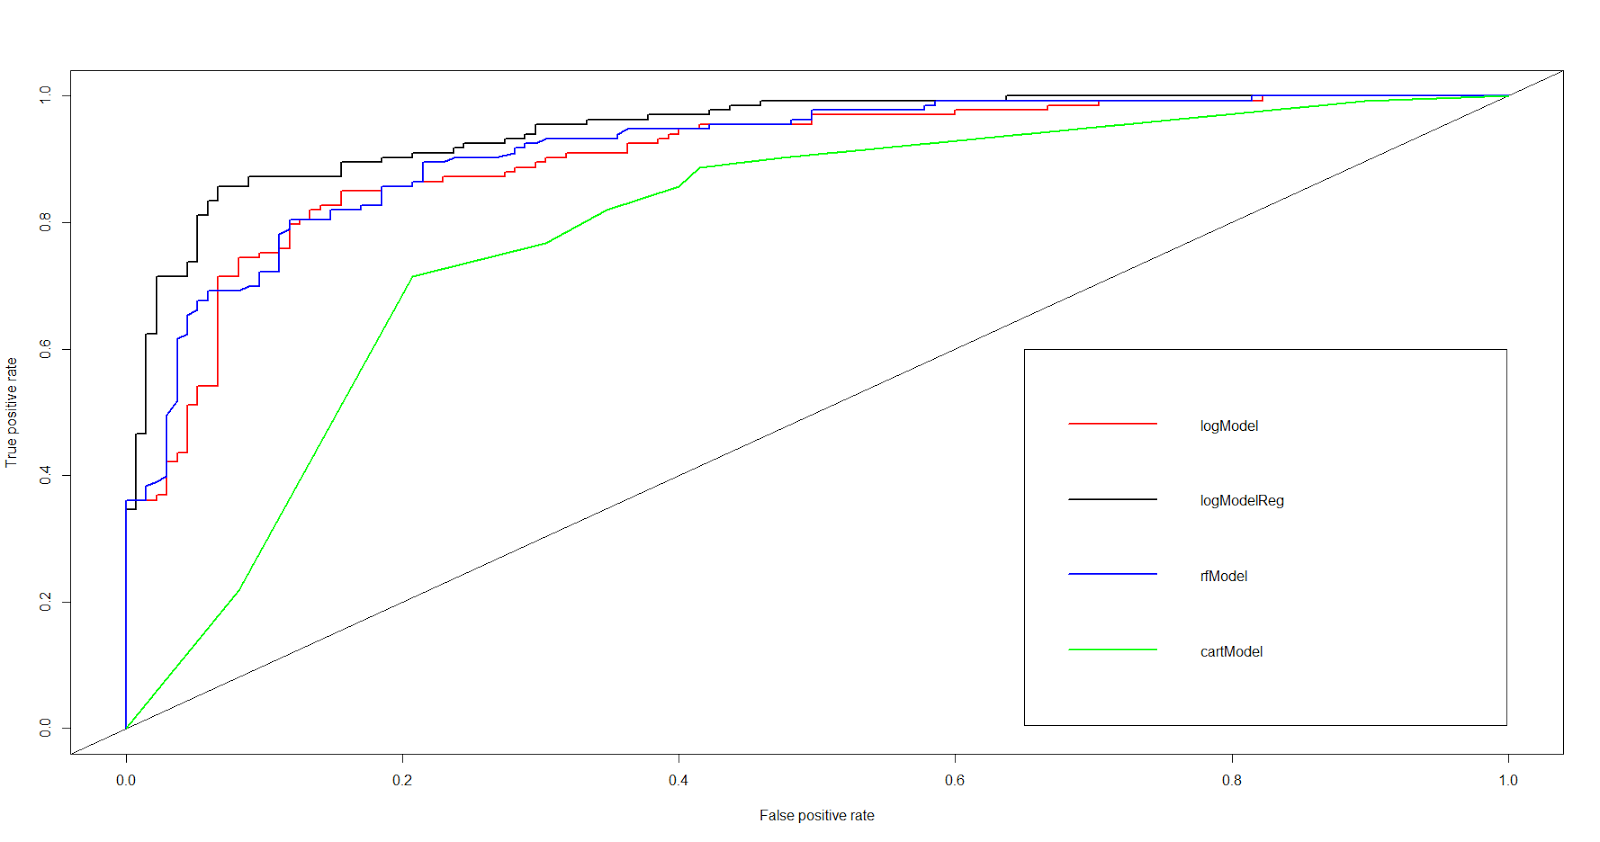 True positive rate
1.0
0.8
0.6
0.4
0.2
0.0
logModel
logModelReg
rfModel
cartModel
0.0 0.2 0.4 0.6 0.8 1.0
False positive rate